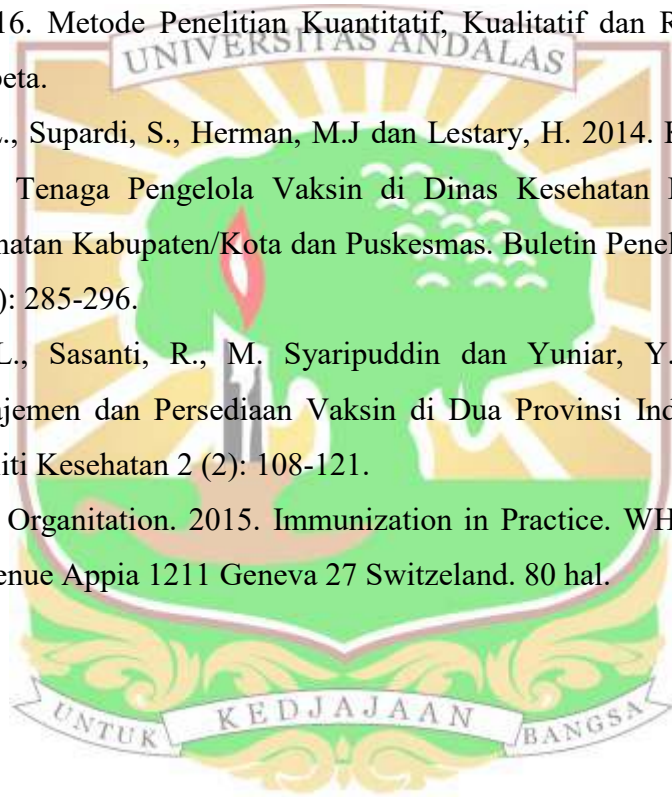 16. Metode Penelitian Kuantitatif, Kualitatif dan R
UNIVERSITAS ANDALAS
beta.
L., Supardi, S., Herman, M.J dan Lestary, H. 2014. K
Tenaga Pengelola Vaksin di Dinas Kesehatan
hatan Kabupaten/Kota dan Puskesmas. Buletin Penel
): 285-296.
L., Sasanti, R., M. Syaripuddin dan Yuniar, Y.
ajemen dan Persediaan Vaksin di Dua Provinsi Ind
liti Kesehatan 2 (2): 108-121.
Organitation. 2015. Immunization in Practice. WH
enue Appia 1211 Geneva 27 Switzeland. 80 hal.
UNTUK KEDJAJAAN BANGSA